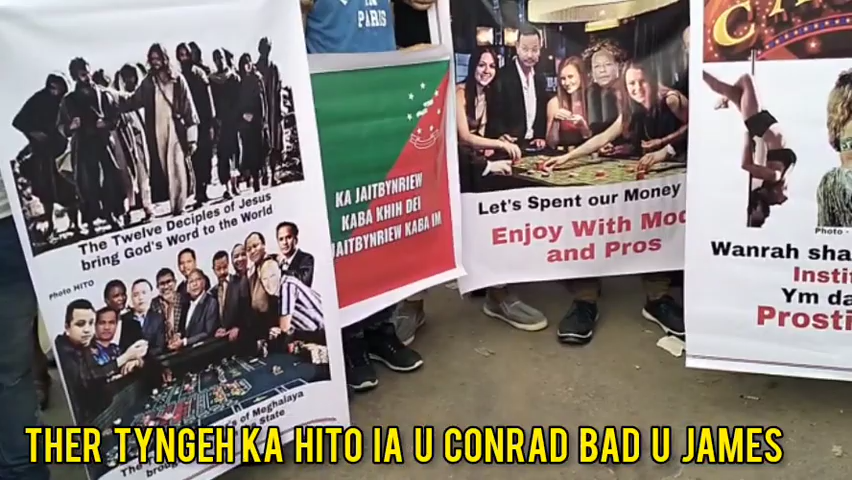 PARIS
The Twelve Deciples of Jesus
bring God's Word to the World
Photo HITO
of Meghalaya
State
KA JAITBYNRIEW
KABA KHIH DEI
JAITBYNRIEW KABA IM
Let's Spent our Money
Enjoy With Mod
and Pros
Photo
Wanrah sha
Instit
Ym da
Prosti
THER TYNGEH KA HITO IA U CONRAD BAD U JAMES